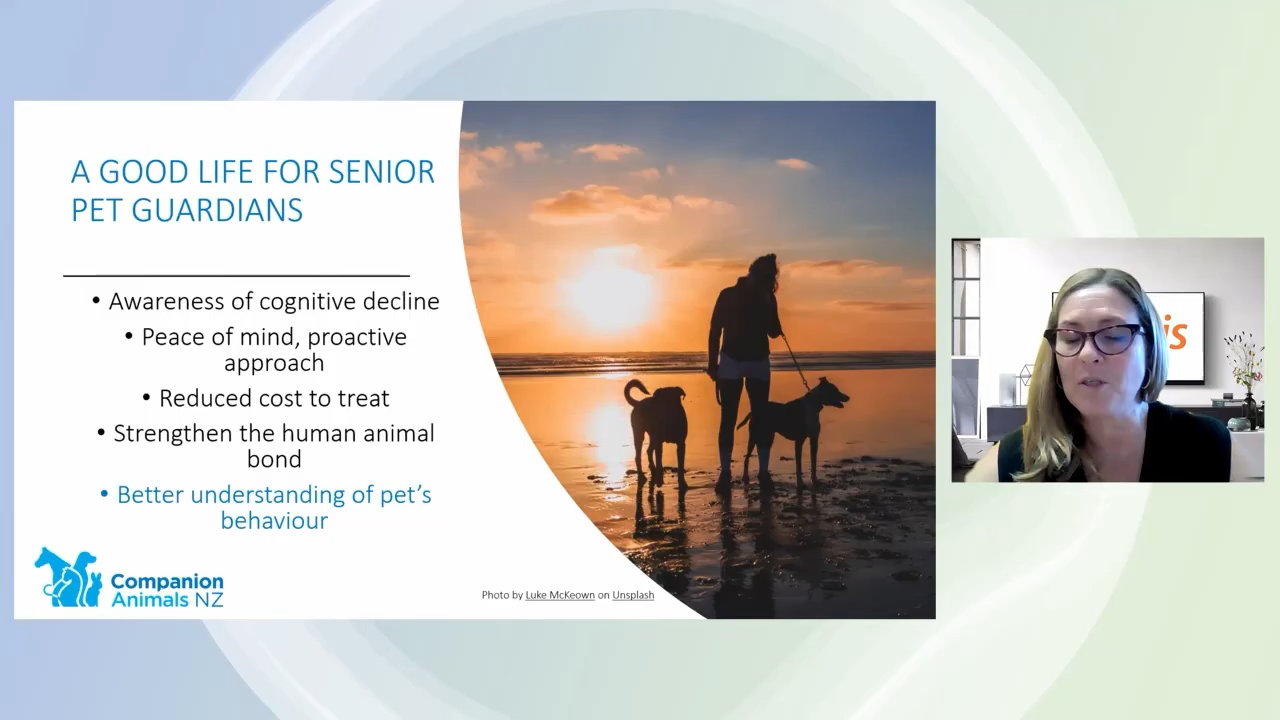 A GOOD LIFE FOR SENIOR
PET GUARDIANS
• Awareness of cognitive decline
• Peace of mind, proactive
approach
• Reduced cost to treat
• Strengthen the human animal
bond
• Better understanding of pet's
behaviour
Companion
Animals NZ
Photo by Luke McKeown on Unsplash
is